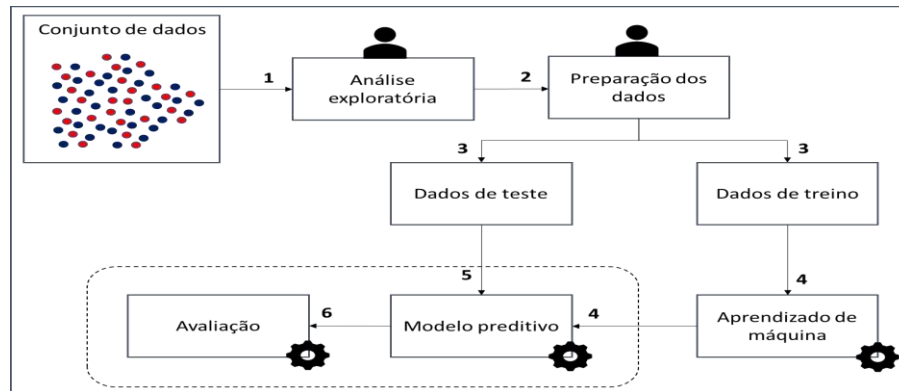 Conjunto de dados
1
Análise
exploratória
2
Preparação dos
dados
3
3
Dados de teste
Dados de treino
5
4
Avaliação
6
Modelo preditivo
4
Aprendizado de
máquina